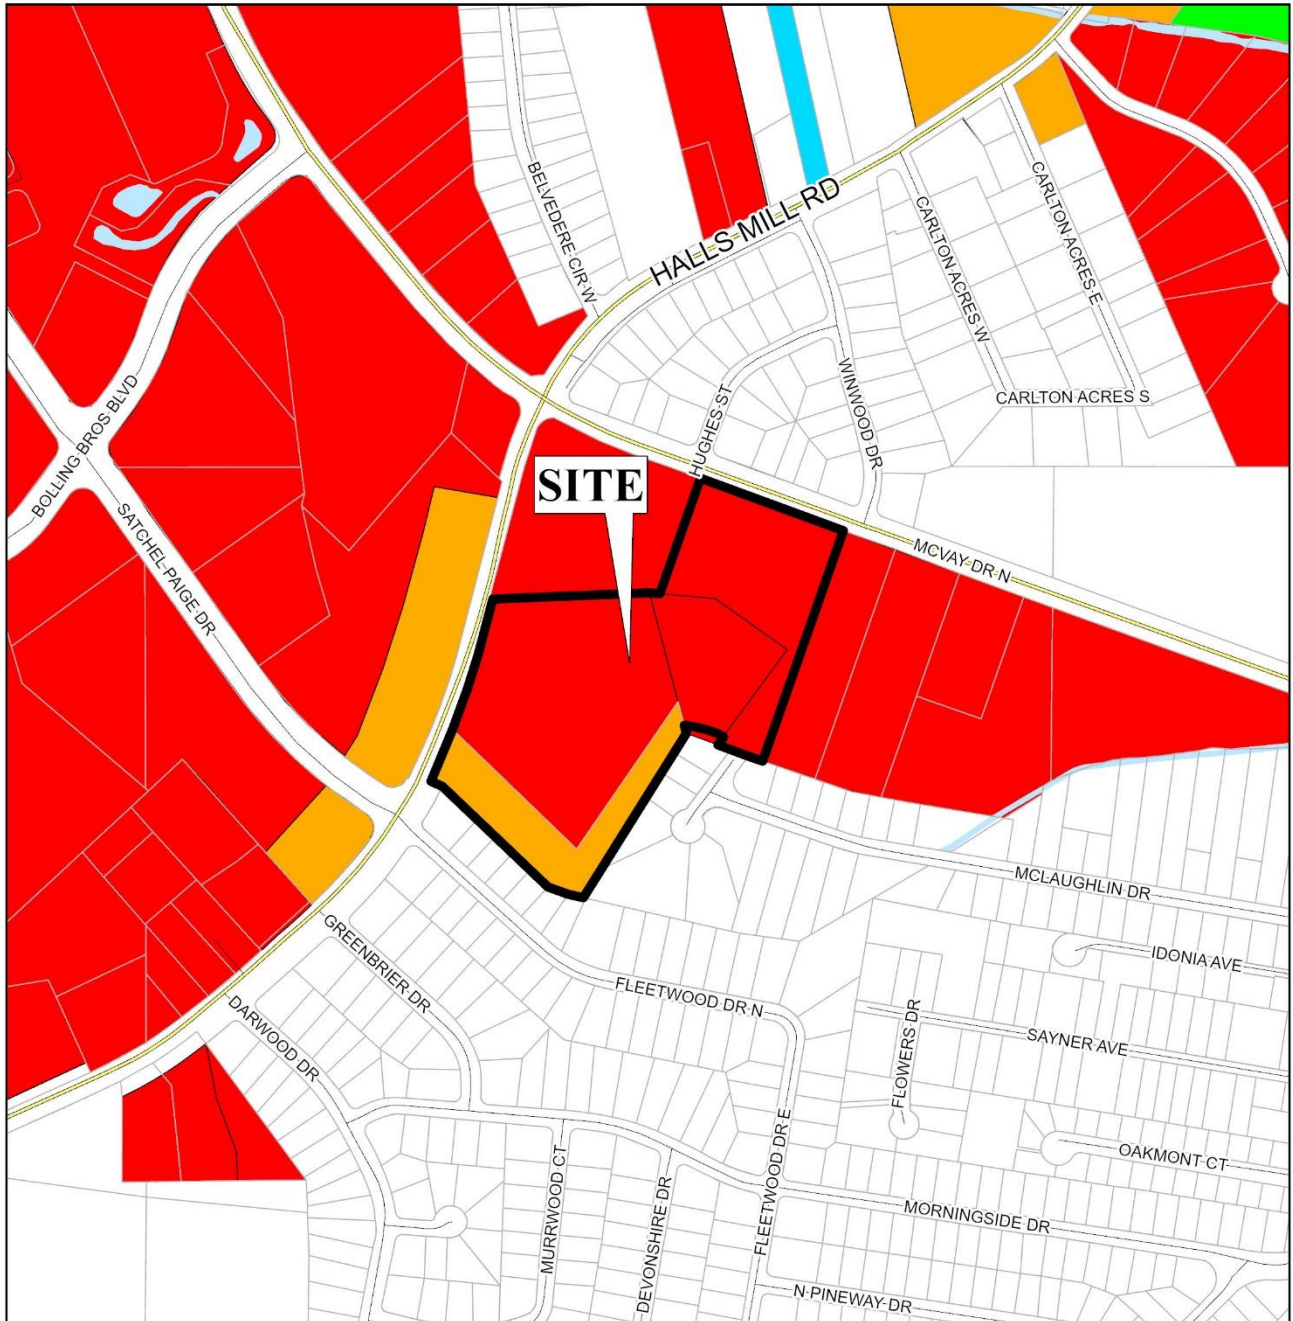 HALLS MILL RD
BELVEDERE CIR W
CARLTON ACRES E
CARLTON ACRES W
CARLTON ACRES S
WINWOOD DR
HUGHES ST
BOLLING BROS BLVD
SITE
SATCHEL PAIGE DR
MCVAY DR N
MCLAUGHLIN DR
IDONIA AVE
GREENBRIER DR
FLEETWOOD DR N
SAYNER AVE
FLOWERS DR
DARWOOD DR
OAKMONT CT
FLEETWOOD DR E
MURRWOOD CT
DEVONSHIRE DR
MORNINGSIDE DR
N PINEWAY DR